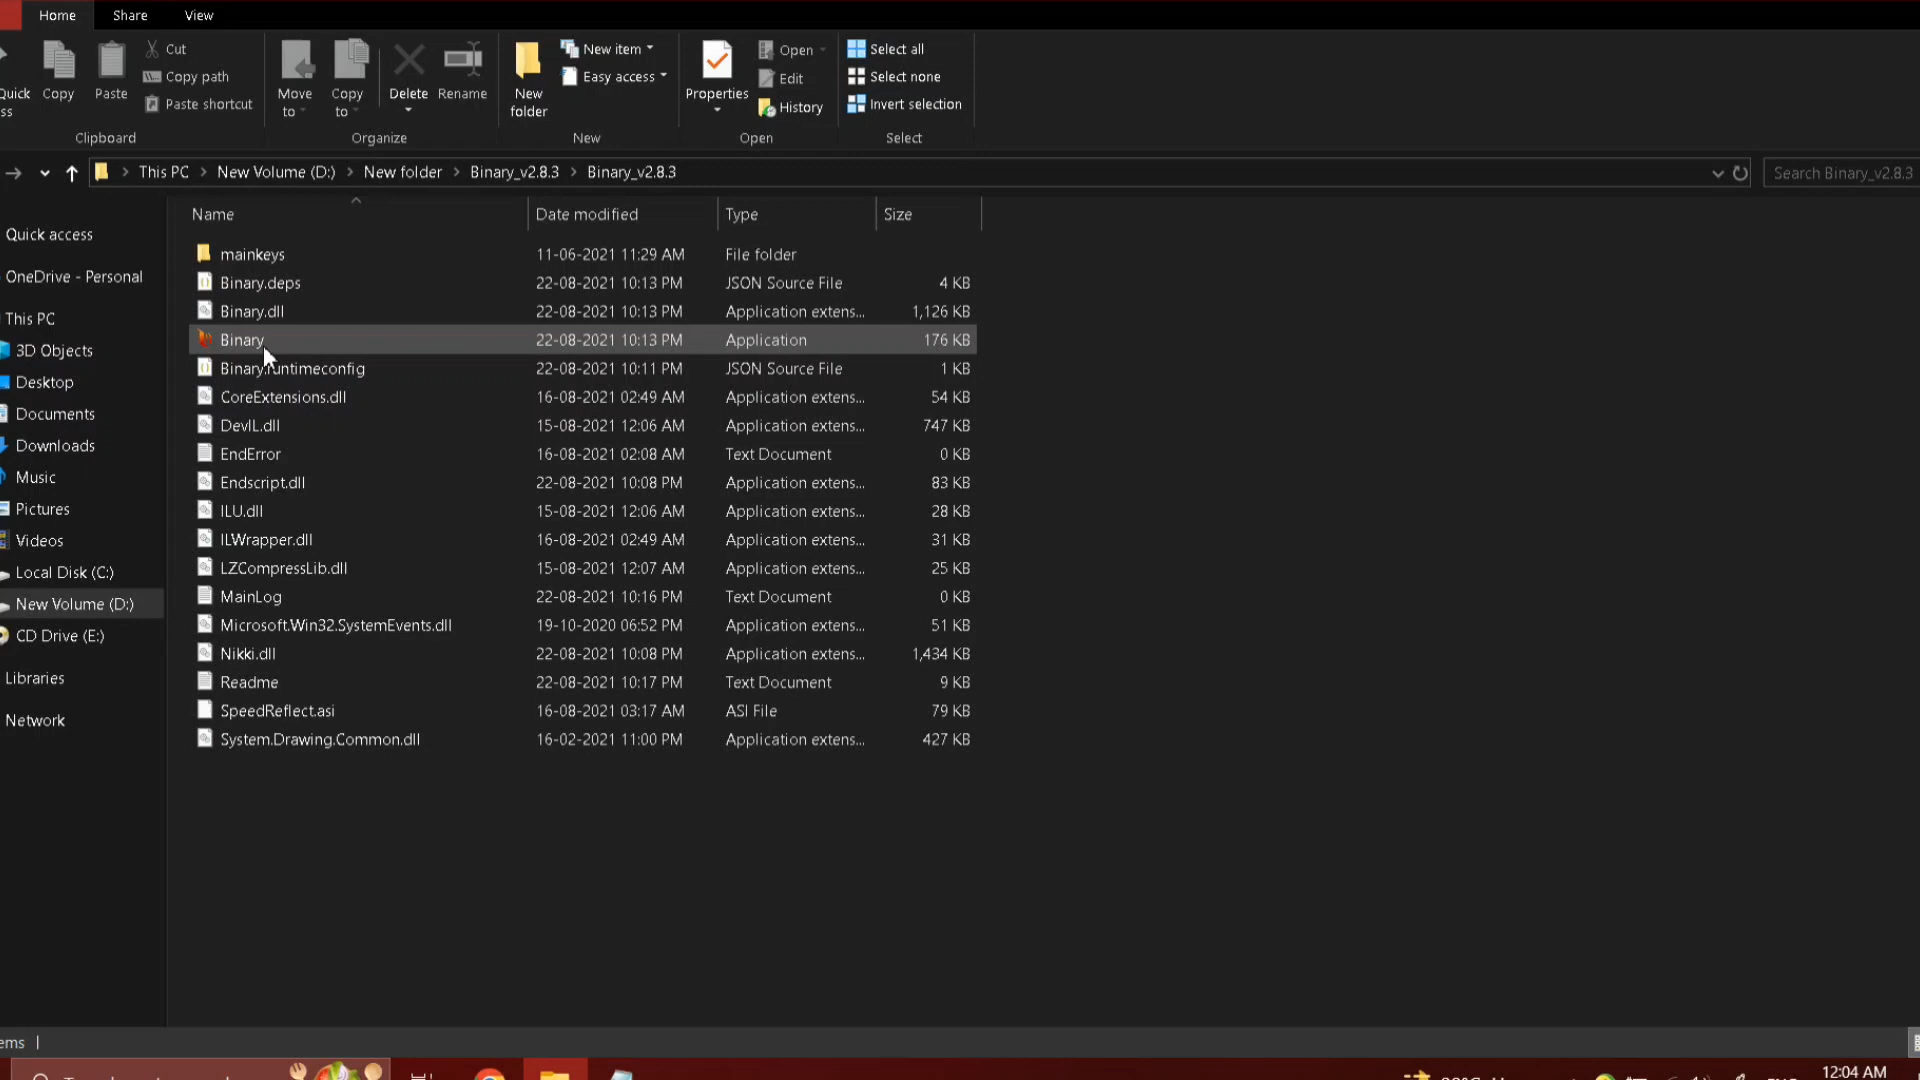 Home Share View
Cut
Copy path
Paste shortcut
Copy Paste
Move to
Copy to
Delete Rename
New folder
New item
Easy access
Properties
Open
Edit
History
Select all
Select none
Invert selection
Clipboard Organize New Open Select
This PC New Volume (D:) New folder Binary_v2.8.3 Binary_v2.8.3
Search Binary_v2.8.3
Name Date modified Type Size
Quick access
OneDrive - Personal
This PC
3D Objects
Desktop
Documents
Downloads
Music
Pictures
Videos
Local Disk (C:)
New Volume (D:)
CD Drive (E:)
Libraries
Network
mainkeys 11-06-2021 11:29 AM File folder
Binary.deps 22-08-2021 10:13 PM JSON Source File 4 KB
Binary.dll 22-08-2021 10:13 PM Application extens... 1,126 KB
Binary 22-08-2021 10:13 PM Application 176 KB
Binary.runtimeconfig 22-08-2021 10:11 PM JSON Source File 1 KB
CoreExtensions.dll 16-08-2021 02:49 AM Application extens... 54 KB
DevIL.dll 15-08-2021 12:06 AM Application extens... 747 KB
EndError 16-08-2021 02:08 AM Text Document 0 KB
Endscript.dll 22-08-2021 10:08 PM Application extens... 83 KB
ILU.dll 15-08-2021 12:06 AM Application extens... 28 KB
ILWrapper.dll 16-08-2021 02:49 AM Application extens... 31 KB
LZCompressLib.dll 15-08-2021 12:07 AM Application extens... 25 KB
MainLog 22-08-2021 10:16 PM Text Document 0 KB
Microsoft.Win32.SystemEvents.dll 19-10-2020 06:52 PM Application extens... 51 KB
Nikki.dll 22-08-2021 10:08 PM Application extens... 1,434 KB
Readme 22-08-2021 10:17 PM Text Document 9 KB
SpeedReflect.asi 16-08-2021 03:17 AM ASI File 79 KB
System.Drawing.Common.dll 16-02-2021 11:00 PM Application extens... 427 KB
12:04 AM